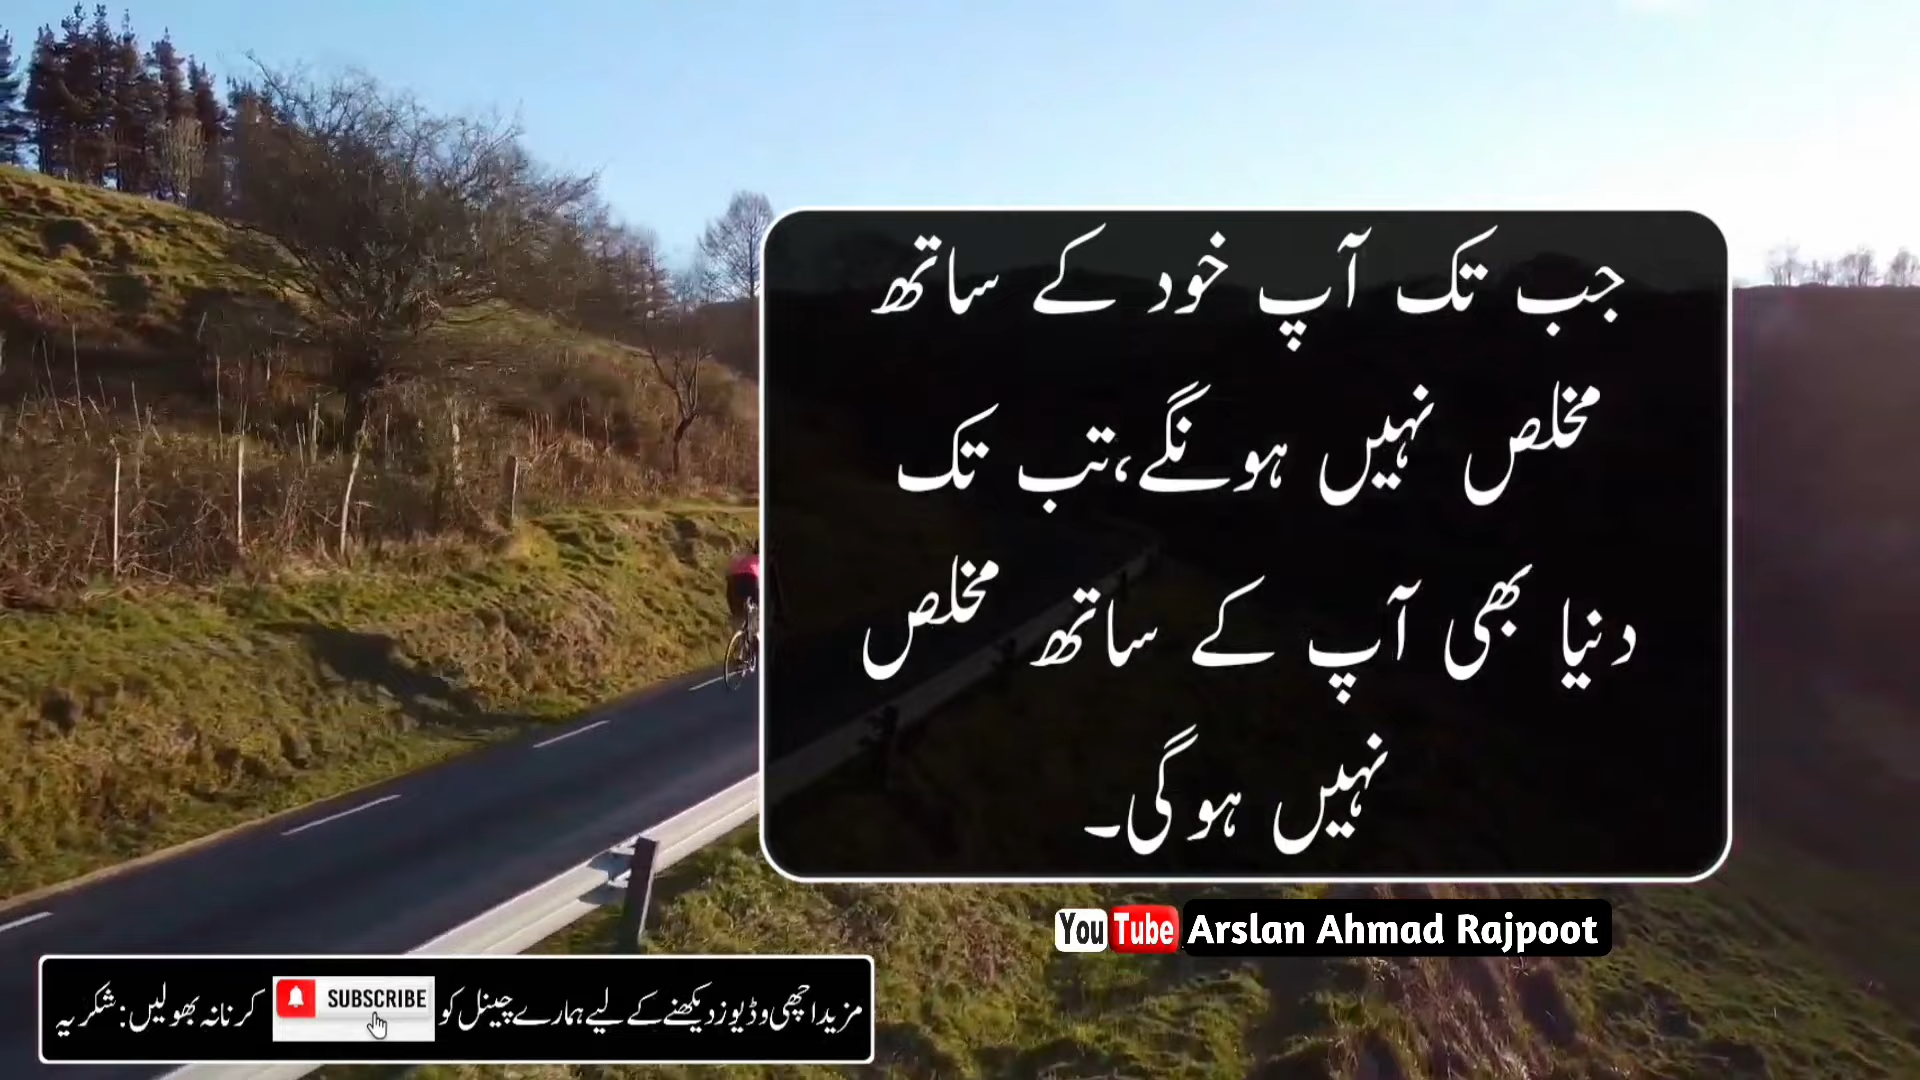 جب تک آپ خود کے ساتھ
مخلص نہیں ہونگے،تب تک
دنیا بھی آپ کے ساتھ مخلص
نہیں ہوگی۔
YouTube Arslan Ahmad Rajpoot
مزید اچھی وڈیوز دیکھنے کے لیے ہمارے چینل کو SUBSCRIBE کرنا نہ بھولیں: شکریہ